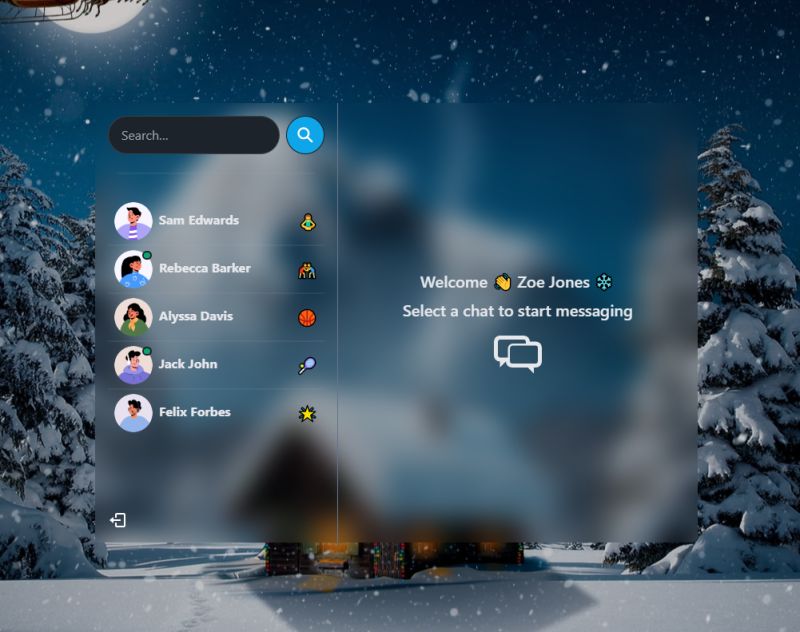 Search...
Sam Edwards
Rebecca Barker
Alyssa Davis
Jack John
Felix Forbes
Welcome 👋 Zoe Jones ❄
Select a chat to start messaging